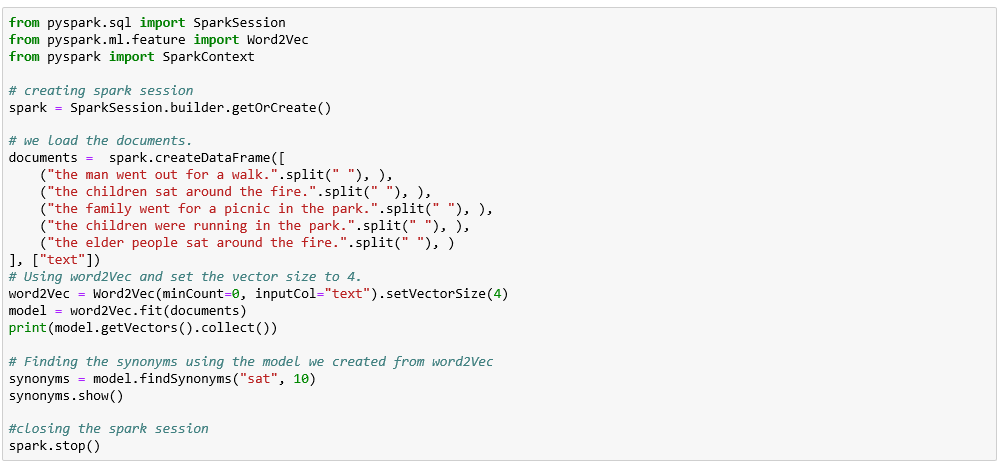 from pyspark.sql import SparkSession
from pyspark.ml.feature import Word2Vec
from pyspark import SparkContext

# creating spark session
spark = SparkSession.builder.getOrCreate()

# we load the documents.
documents =  spark.createDataFrame([
    ("the man went out for a walk.".split(" "), ),
    ("the children sat around the fire.".split(" "), ),
    ("the family went for a picnic in the park.".split(" "), ),
    ("the children were running in the park.".split(" "), ),
    ("the elder people sat around the fire.".split(" "), )
], ["text"])
# Using word2Vec and set the vector size to 4.
word2Vec = Word2Vec(minCount=0, inputCol="text").setVectorSize(4)
model = word2Vec.fit(documents)
print(model.getVectors().collect())

# Finding the synonyms using the model we created from word2Vec
synonyms = model.findSynonyms("sat", 10)
synonyms.show()

#closing the spark session
spark.stop()